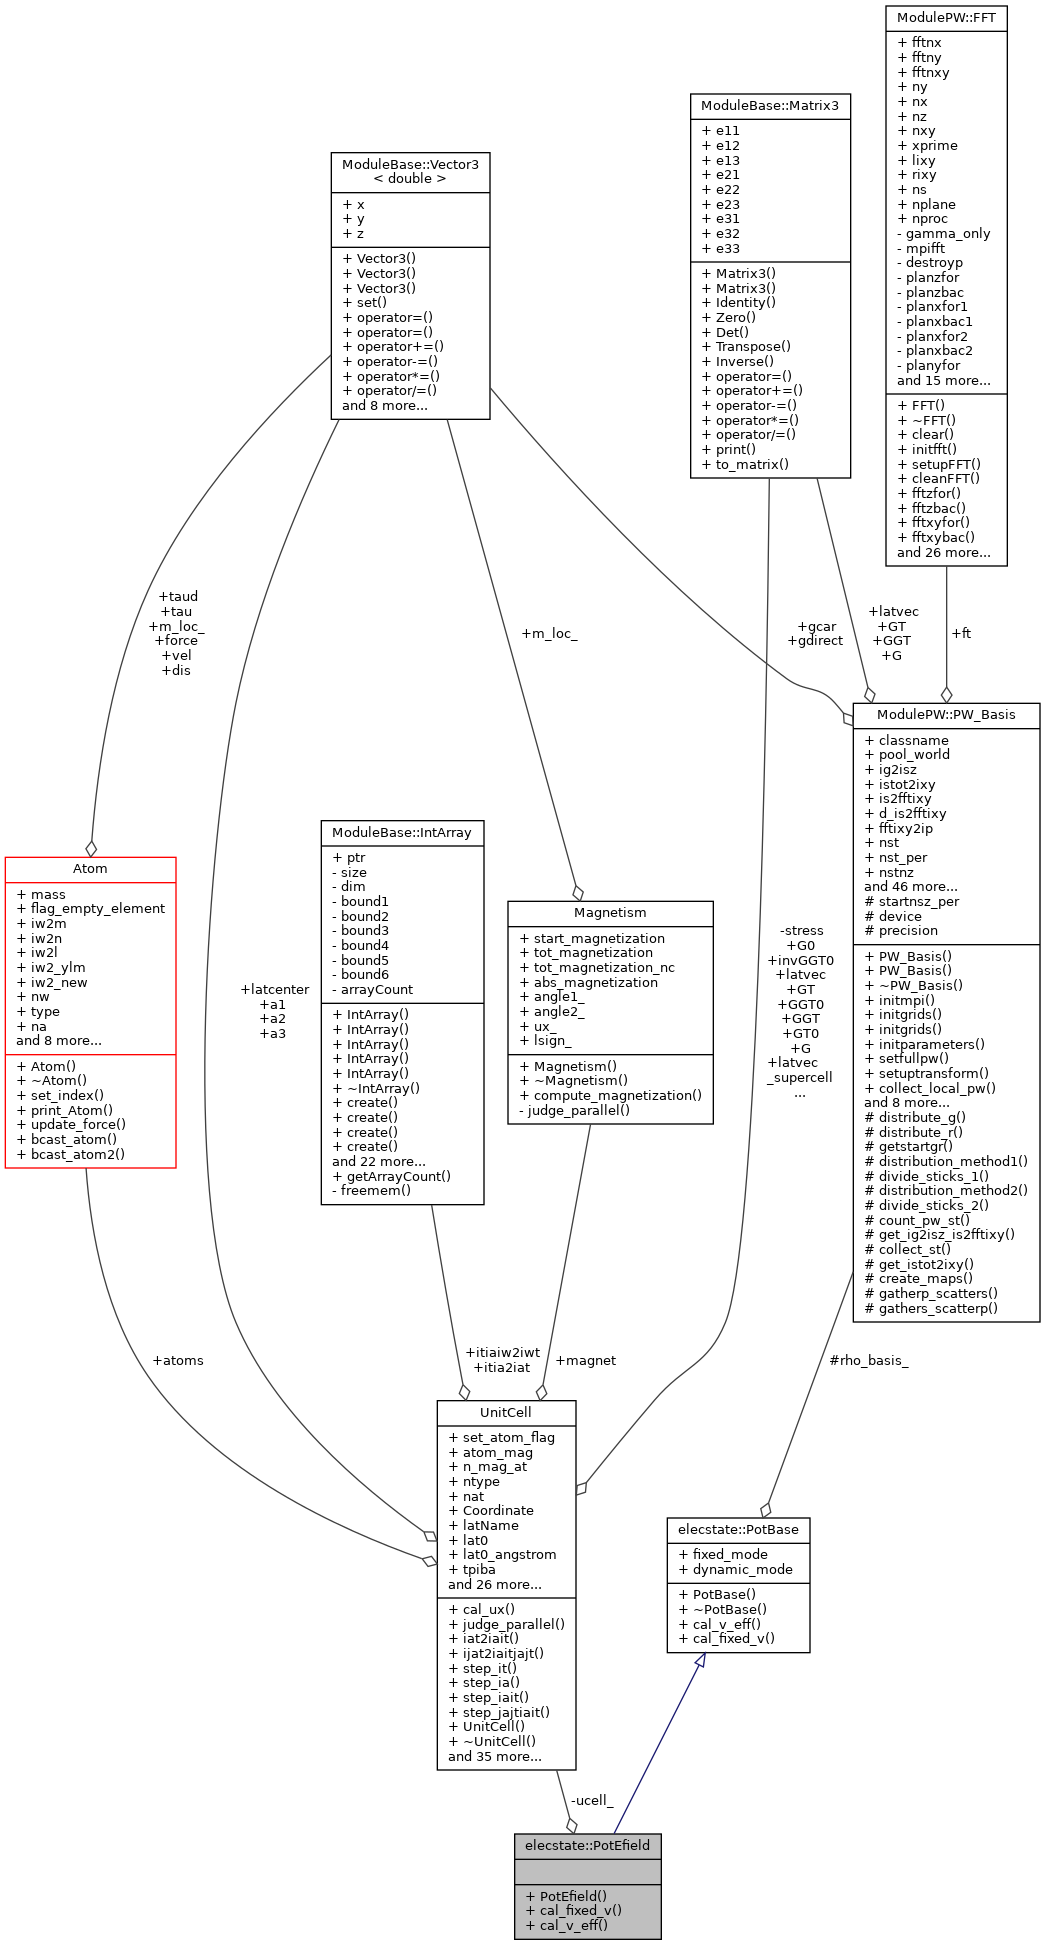 ModulePW::FFT
+ fftnx
+ fftny
+ fftnxy
+ ny
+ nx
+ nz
+ nxy
+ xprime
+ lixy
+ rixy
+ ns
+ nplane
+ nproc
- gamma_only
- mpifft
- destroyp
- planzfor
- planzbac
- planxfor1
- planxbac1
- planxfor2
- planxbac2
- planyfor
and 15 more...
+ FFT()
+ ~FFT()
+ clear()
+ initfft()
+ setupFFT()
+ cleanFFT()
+ fftzfor()
+ fftzbac()
+ fftxyfor()
+ fftxybac()
and 26 more...
ModuleBase::Matrix3
+ e11
+ e12
+ e13
+ e21
+ e22
+ e23
+ e31
+ e32
+ e33
+ Matrix3()
+ Matrix3()
+ Identity()
+ Zero()
+ Det()
+ Transpose()
+ Inverse()
+ operator=()
+ operator+=()
+ operator-=()
+ operator*=()
+ operator/=()
+ print()
+ to_matrix()
ModuleBase::Vector3
< double >
+ x
+ y
+ z
+ Vector3()
+ Vector3()
+ Vector3()
+ set()
+ operator=()
+ operator=()
+ operator+=()
+ operator-=()
+ operator*=()
+ operator/=()
and 8 more...
+taud
+tau
+m_loc_
+force
+vel
+dis
+m_loc_
+gcar
+gdirect
+latvec
+GT
+GGT
+G
+ft
ModulePW::PW_Basis
+ classname
+ pool_world
+ ig2isz
+ istot2ixy
+ is2fftixy
+ d_is2fftixy
+ fftixy2ip
+ nst
+ nst_per
+ nstnz
and 46 more...
# startnsz_per
# device
# precision
+ PW_Basis()
+ PW_Basis()
+ ~PW_Basis()
+ initmpi()
+ initgrids()
+ initgrids()
+ initparameters()
+ setfullpw()
+ setuptransform()
+ collect_local_pw()
and 8 more...
# distribute_g()
# distribute_r()
# getstartgr()
# distribution_method1()
# divide_sticks_1()
# distribution_method2()
# divide_sticks_2()
# count_pw_st()
# get_ig2isz_is2fftixy()
# collect_st()
# get_istot2ixy()
# create_maps()
# gatherp_scatters()
# gathers_scatterp()
Atom
+ mass
+ flag_empty_element
+ iw2m
+ iw2n
+ iw2l
+ iw2_ylm
+ iw2_new
+ nw
+ type
+ na
and 8 more...
+ Atom()
+ ~Atom()
+ set_index()
+ print_Atom()
+ update_force()
+ bcast_atom()
+ bcast_atom2()
+latcenter
+a1
+a2
+a3
ModuleBase::IntArray
+ ptr
- size
- dim
- bound1
- bound2
- bound3
- bound4
- bound5
- bound6
- arrayCount
+ IntArray()
+ IntArray()
+ IntArray()
+ IntArray()
+ IntArray()
+ ~IntArray()
+ create()
+ create()
+ create()
+ create()
and 22 more...
+ getArrayCount()
- freemem()
Magnetism
+ start_magnetization
+ tot_magnetization
+ tot_magnetization_nc
+ abs_magnetization
+ angle1_
+ angle2_
+ ux_
+ lsign_
+ Magnetism()
+ ~Magnetism()
+ compute_magnetization()
- judge_parallel()
-stress
+G0
+invGGT0
+latvec
+GT
+GGT0
+GGT
+GT0
+G
+latvec
_supercell
...
+atoms
+itiaiw2iwt
+itia2iat
+magnet
#rho_basis_
UnitCell
+ set_atom_flag
+ atom_mag
+ n_mag_at
+ ntype
+ nat
+ Coordinate
+ latName
+ lat0
+ lat0_angstrom
+ tpiba
and 26 more...
+ cal_ux()
+ judge_parallel()
+ iat2iait()
+ ijat2iaitjajt()
+ step_it()
+ step_ia()
+ step_iait()
+ step_jajtiait()
+ UnitCell()
+ ~UnitCell()
and 35 more...
elecstate::PotBase
+ fixed_mode
+ dynamic_mode
+ PotBase()
+ ~PotBase()
+ cal_v_eff()
+ cal_fixed_v()
-ucell_
elecstate::PotEfield
+ PotEfield()
+ cal_fixed_v()
+ cal_v_eff()